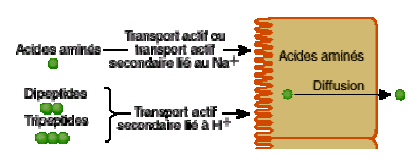 Transport actif ou
Acides aminés
transport actif
secondaire lié au Na+
Acides aminés
Diffusion
Dipeptides
Tripeptides
Transport actif
secondaire lié à H+